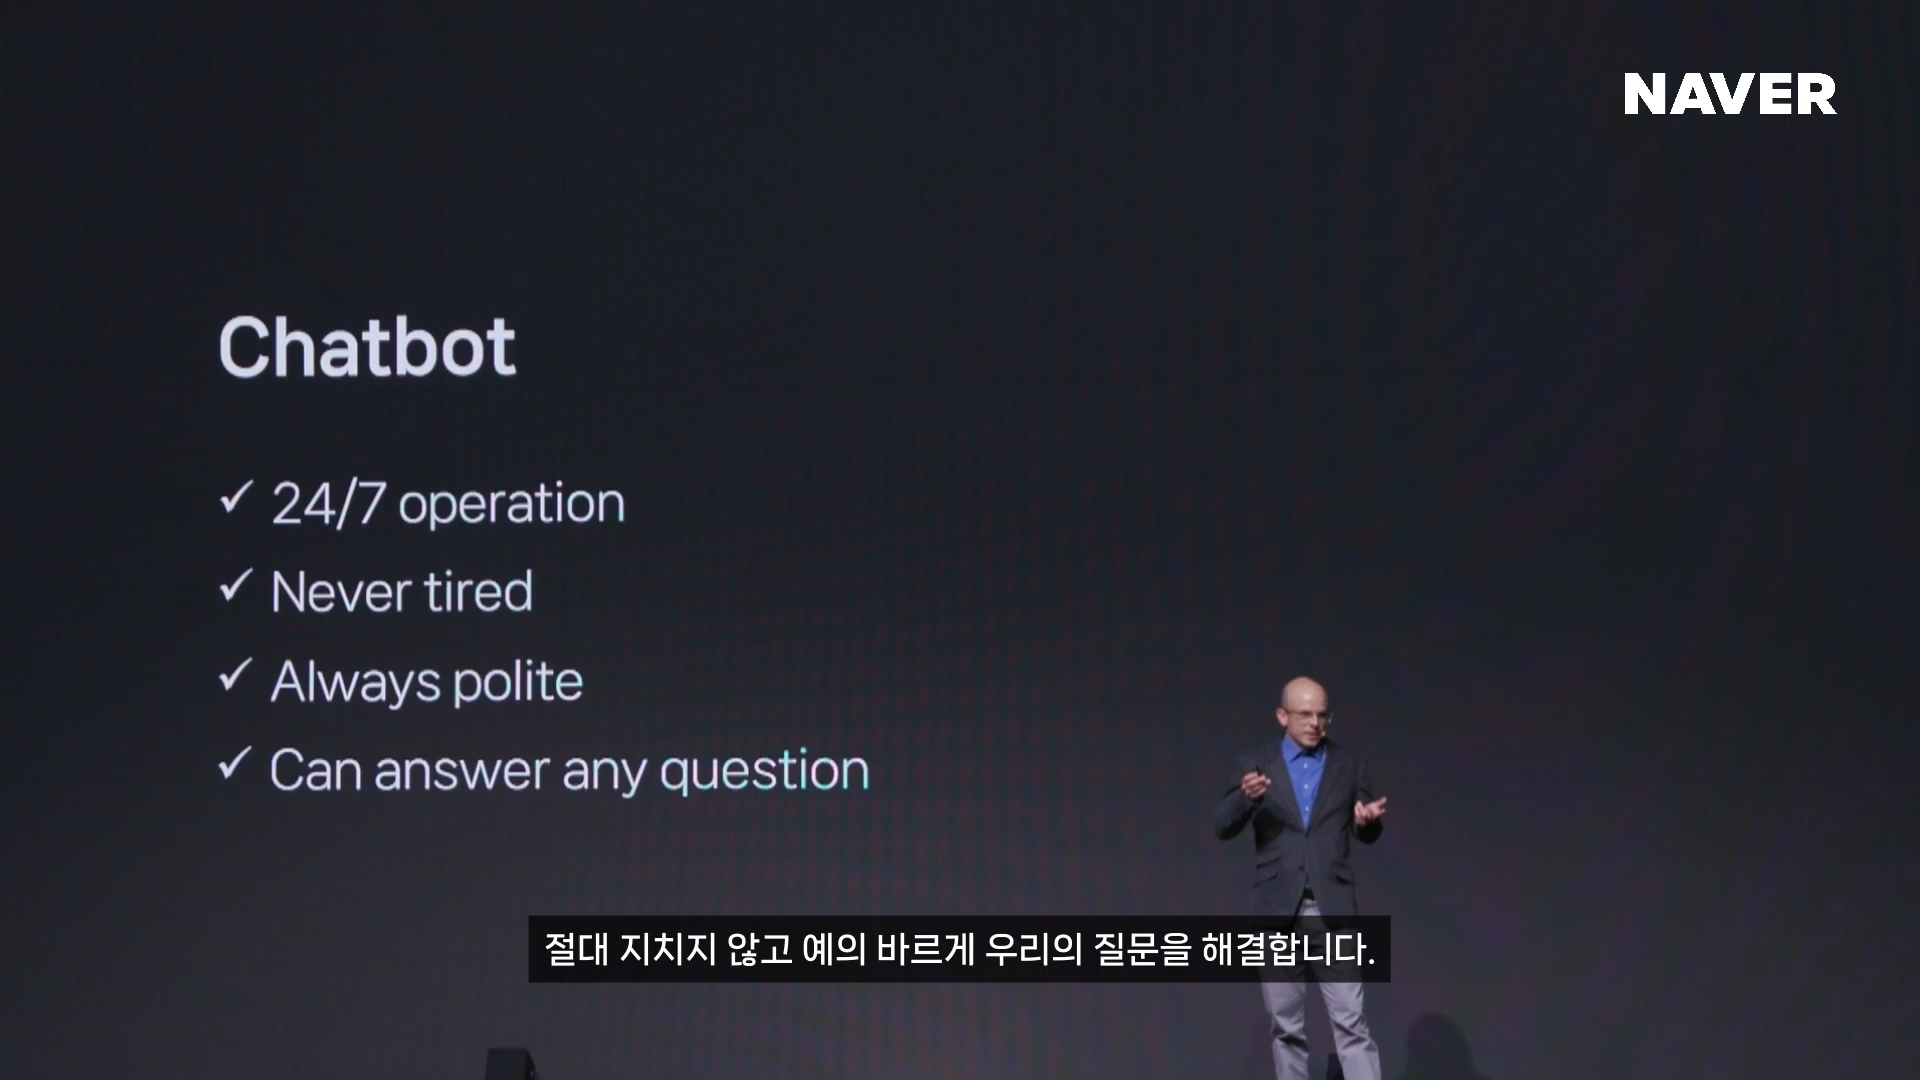 NAVER
Chatbot
✓ 24/7 operation
✓ Never tired
✓ Always polite
✓ Can answer any question
절대 지치지 않고 예의 바르게 우리의 질문을 해결합니다.